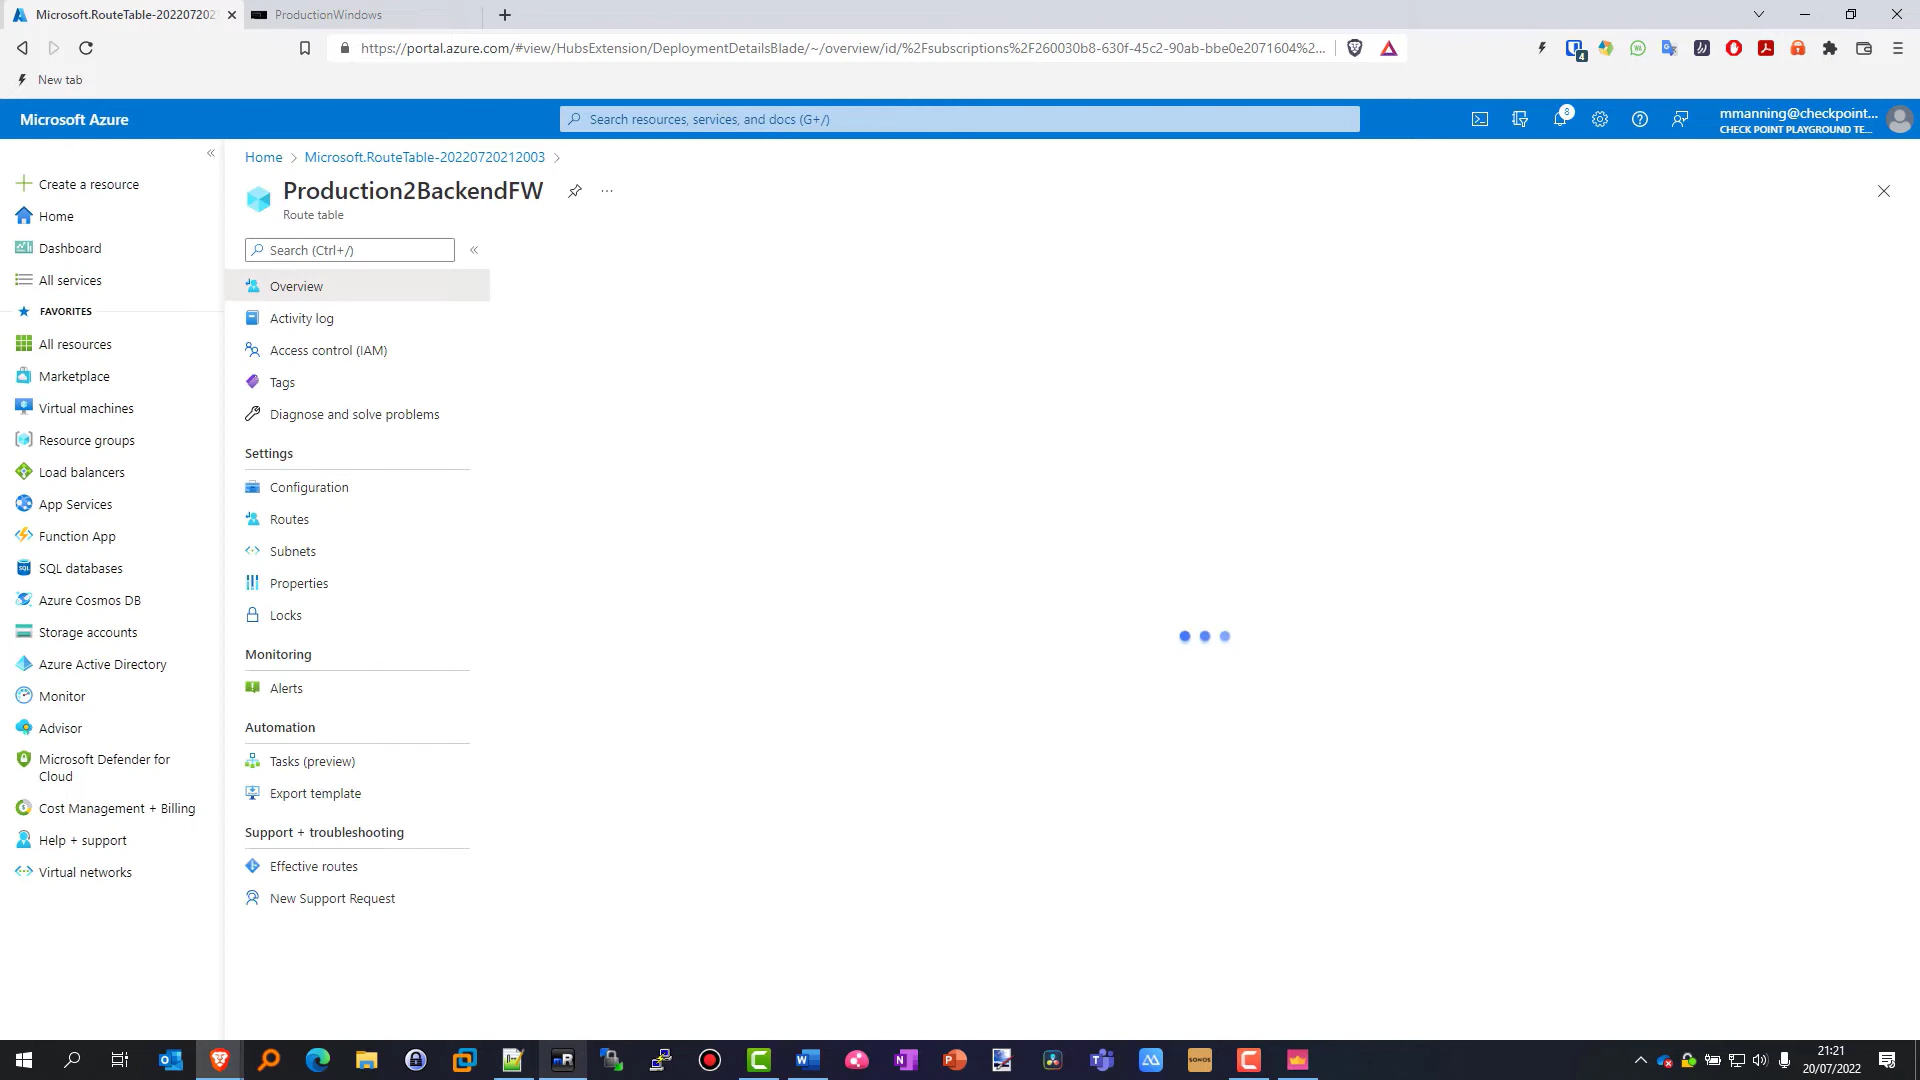 Microsoft.RouteTable-202207202
ProductionWindows
https://portal.azure.com/#view/HubsExtension/DeploymentDetailsBlade/~/overview/id/%2Fsubscriptions%2F260030b8-630f-45c2-90ab-bbe0e2071604%2...
4
New tab
Microsoft Azure
Search resources, services, and docs (G+/)
8
mmanning@checkpoint...
CHECK POINT PLAYGROUND TE...
Home
Microsoft.RouteTable-20220720212003
Production2BackendFW
Route table
Create a resource
Home
Dashboard
All services
FAVORITES
All resources
Marketplace
Virtual machines
Resource groups
Load balancers
App Services
Function App
SQL databases
Azure Cosmos DB
Storage accounts
Azure Active Directory
Monitor
Advisor
Microsoft Defender for
Cloud
Cost Management + Billing
Help + support
Virtual networks
Search (Ctrl+/)
Overview
Activity log
Access control (IAM)
Tags
Diagnose and solve problems
Settings
Configuration
Routes
Subnets
Properties
Locks
Monitoring
Alerts
Automation
Tasks (preview)
Export template
Support + troubleshooting
Effective routes
New Support Request
SONOS
21:21
20/07/2022